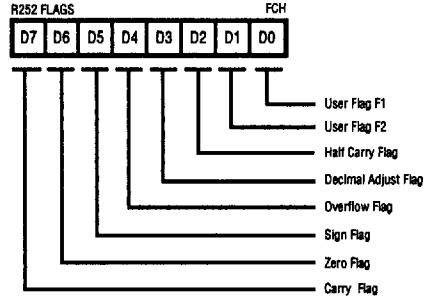 R252 FLAGS FCH
D7 D6 D5 D4 D3 D2 D1 D0
User Flag F1
User Flag F2
Half Carry Flag
Decimal Adjust Flag
Overflow Flag
Sign Flag
Zero Flag
Carry Flag